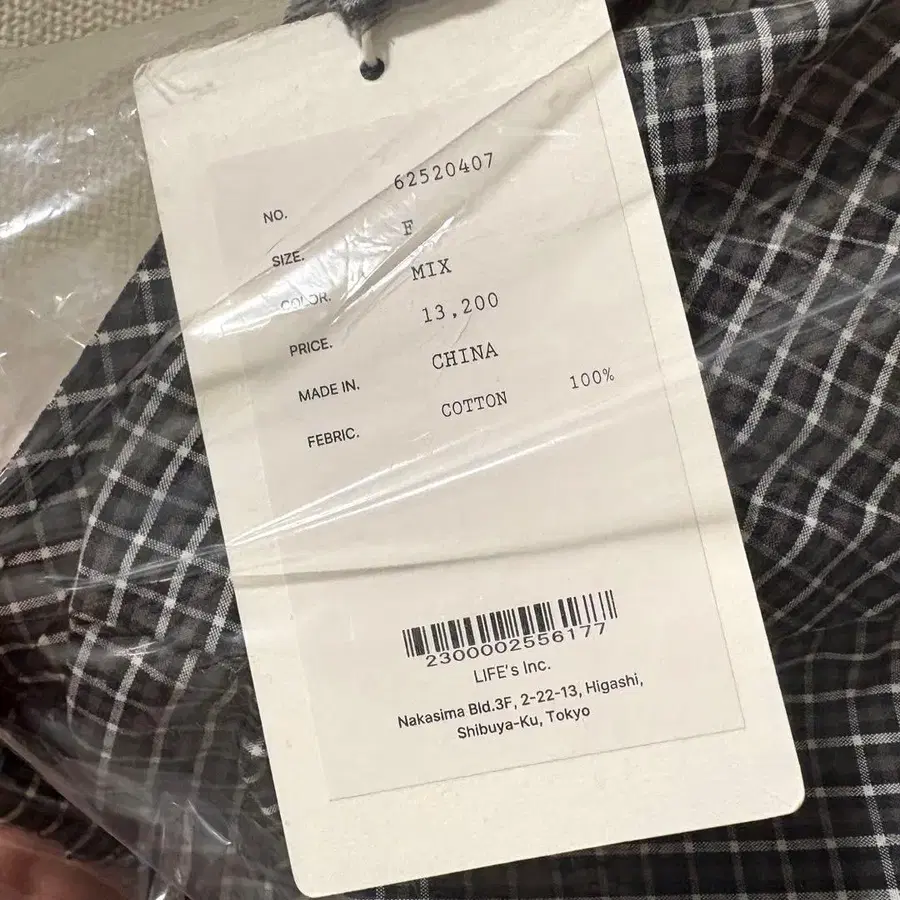 NO. 62520407
SIZE. F
COLOR. MIX
PRICE. 13,200
MADE IN. CHINA
FEBRIC. COTTON 100%
2300002556177
LIFE's Inc.
Nakasima Bld.3F, 2-22-13, Higashi,
Shibuya-Ku, Tokyo